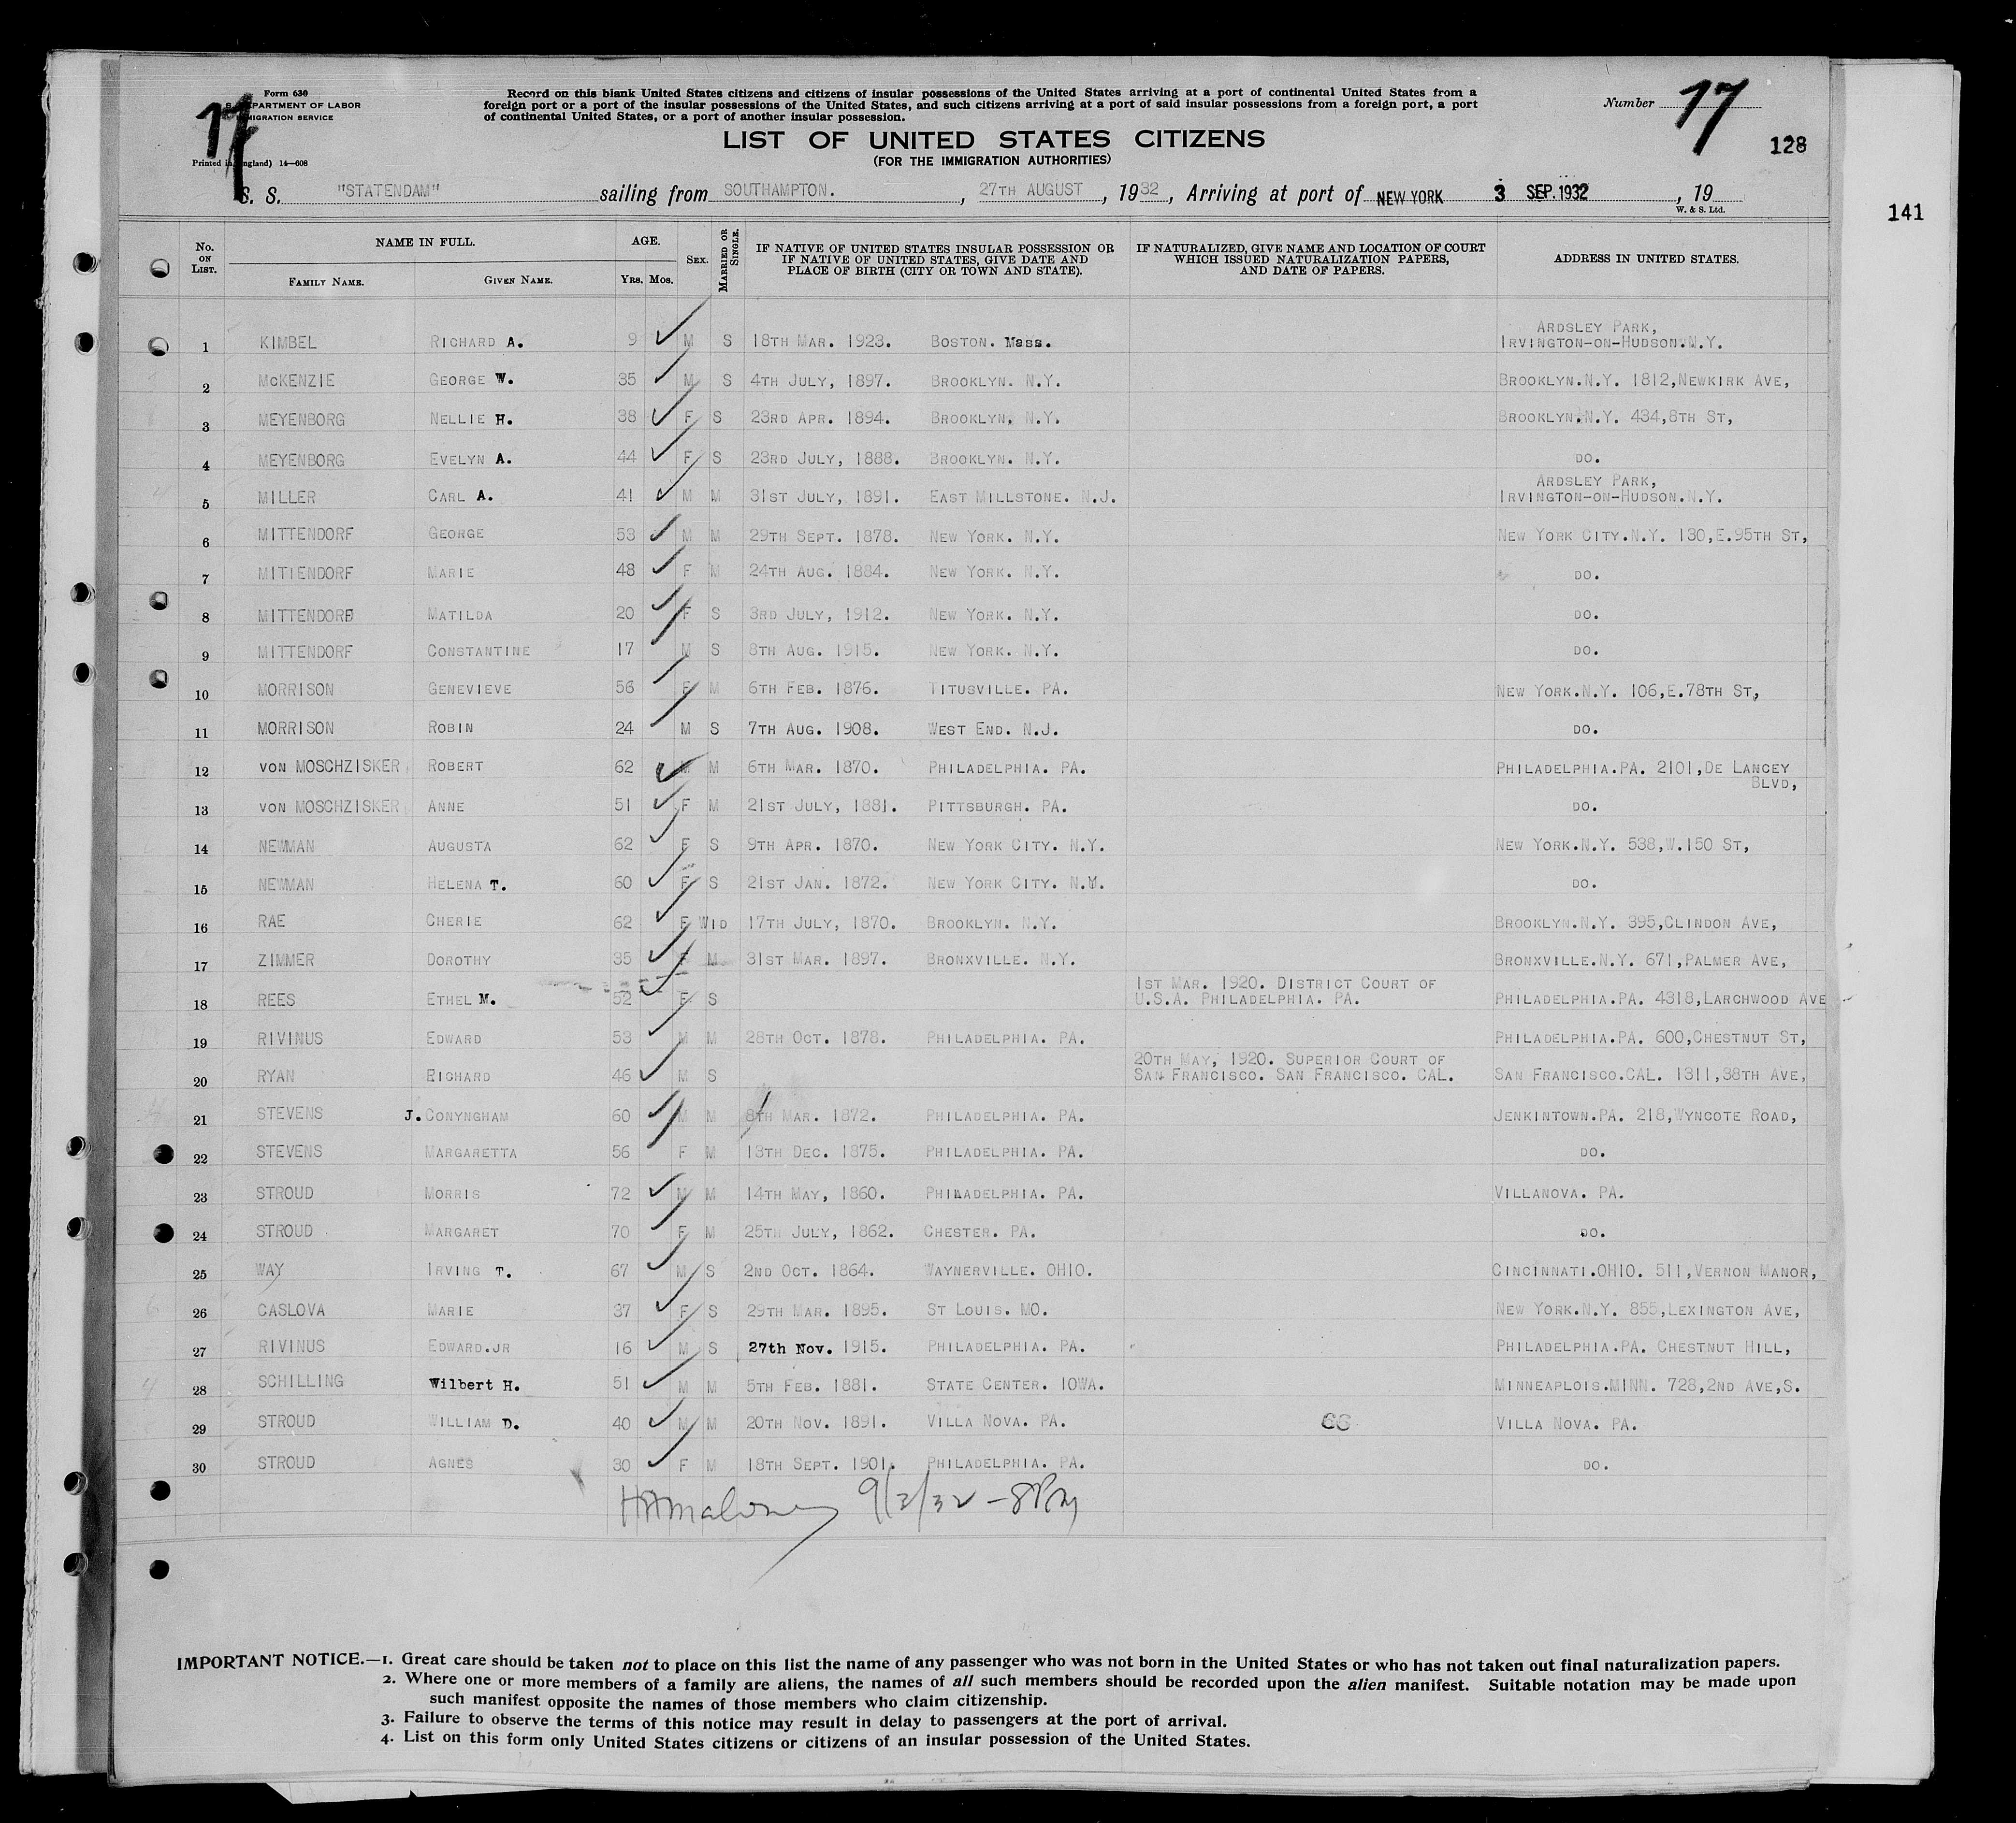 Form 630
DEPARTMENT OF LABOR
IMMIGRATION SERVICE
Printed in England) 14—608
17
Record on this blank United States citizens and citizens of insular possessions of the United States arriving at a port of continental United States from a
foreign port or a port of the insular possessions of the United States, and such citizens arriving at a port of said insular possessions from a foreign port, a port
of continental United States, or a port of another insular possession.
Number 17
128
141
LIST OF UNITED STATES CITIZENS
(FOR THE IMMIGRATION AUTHORITIES)
S. S. "STATENDAM" sailing from SOUTHAMPTON. , 27TH AUGUST , 1932 , Arriving at port of NEW YORK 3 SEP. 1932 , 19
W. & S. Ltd.
No. ON LIST. NAME IN FULL. FAMILY NAME. GIVEN NAME. AGE. YRS. MOS. SEX. MARRIED OR SINGLE. IF NATIVE OF UNITED STATES INSULAR POSSESSION OR IF NATIVE OF UNITED STATES, GIVE DATE AND PLACE OF BIRTH (CITY OR TOWN AND STATE). IF NATURALIZED, GIVE NAME AND LOCATION OF COURT WHICH ISSUED NATURALIZATION PAPERS, AND DATE OF PAPERS. ADDRESS IN UNITED STATES.
1 KIMBEL RICHARD A. 9 M S 18TH MAR. 1923. BOSTON. Mass. ARDSLEY PARK, IRVINGTON-ON-HUDSON.N.Y.
2 McKENZIE GEORGE W. 35 M S 4TH JULY, 1897. BROOKLYN. N.Y. BROOKLYN.N.Y. 1812,NEWKIRK AVE,
3 MEYENBORG NELLIE H. 38 F S 23RD APR. 1894. BROOKLYN, N.Y. BROOKLYN.N.Y. 434,8TH ST,
4 MEYENBORG EVELYN A. 44 F S 23RD JULY, 1888. BROOKLYN. N.Y. DO.
5 MILLER CARL A. 41 M M 31ST JULY, 1891. EAST MILLSTONE. N.J. ARDSLEY PARK, IRVINGTON-ON-HUDSON.N.Y.
6 MITTENDORF GEORGE 53 M M 29TH SEPT. 1878. NEW YORK. N.Y. NEW YORK CITY.N.Y. 130,E.95TH ST,
7 MITTENDORF MARIE 48 F M 24TH AUG. 1884. NEW YORK. N.Y. DO.
8 MITTENDORF MATILDA 20 F S 3RD JULY, 1912. NEW YORK. N.Y. DO.
9 MITTENDORF CONSTANTINE 17 M S 8TH AUG. 1915. NEW YORK. N.Y. DO.
10 MORRISON GENEVIEVE 56 F M 6TH FEB. 1876. TITUSVILLE. PA. NEW YORK.N.Y. 106,E.78TH ST,
11 MORRISON ROBIN 24 M S 7TH AUG. 1908. WEST END. N.J. DO.
12 VON MOSCHZISKER ROBERT 62 M M 6TH MAR. 1870. PHILADELPHIA. PA. PHILADELPHIA.PA. 2101,DE LANCEY BLVD,
13 VON MOSCHZISKER ANNE 51 F M 21ST JULY, 1881. PITTSBURGH. PA. DO.
14 NEWMAN AUGUSTA 62 F S 9TH APR. 1870. NEW YORK CITY. N.Y. NEW YORK.N.Y. 538,W.150 ST,
15 NEWMAN HELENA T. 60 F S 21ST JAN. 1872. NEW YORK CITY. N.Y. DO.
16 RAE CHERIE 62 F WID 17TH JULY, 1870. BROOKLYN. N.Y. BROOKLYN.N.Y. 395,CLINDON AVE,
17 ZIMMER DOROTHY 35 F M 31ST MAR. 1897. BRONXVILLE. N.Y. BRONXVILLE.N.Y. 671,PALMER AVE,
18 REES ETHEL M. 52 F S 1ST MAR. 1920. DISTRICT COURT OF U.S.A. PHILADELPHIA. PA. PHILADELPHIA.PA. 4318,LARCHWOOD AVE
19 RIVINUS EDWARD 53 M M 28TH OCT. 1878. PHILADELPHIA. PA. PHILADELPHIA.PA. 600,CHESTNUT ST,
20 RYAN RICHARD 46 M S 20TH MAY, 1920. SUPERIOR COURT OF SAN FRANCISCO. SAN FRANCISCO. CAL. SAN FRANCISCO.CAL. 1311,38TH AVE,
21 STEVENS J. CONYNGHAM 60 M M 8TH MAR. 1872. PHILADELPHIA. PA. JENKINTOWN.PA. 218,WYNCOTE ROAD,
22 STEVENS MARGARETTA 56 F M 13TH DEC. 1875. PHILADELPHIA. PA. DO.
23 STROUD MORRIS 72 M M 14TH MAY, 1860. PHILADELPHIA. PA. VILLANOVA. PA.
24 STROUD MARGARET 70 F M 25TH JULY, 1862. CHESTER. PA. DO.
25 WAY IRVING T. 67 M S 2ND OCT. 1864. WAYNERVILLE. OHIO. CINCINNATI.OHIO. 511,VERNON MANOR,
26 CASLOVA MARIE 37 F S 29TH MAR. 1895. ST LOUIS. MO. NEW YORK.N.Y. 855,LEXINGTON AVE,
27 RIVINUS EDWARD.JR 16 M S 27th Nov. 1915. PHILADELPHIA. PA. PHILADELPHIA.PA. CHESTNUT HILL,
28 SCHILLING Wilbert H. 51 M M 5TH FEB. 1881. STATE CENTER. IOWA. MINNEAPLOIS.MINN. 728,2ND AVE,S.
29 STROUD WILLIAM D. 40 M M 20TH NOV. 1891. VILLA NOVA. PA. CC VILLA NOVA. PA.
30 STROUD AGNES 30 F M 18TH SEPT. 1901. PHILADELPHIA. PA. DO.
HAMaloney 9/3/32 – 8PM
IMPORTANT NOTICE.—1. Great care should be taken not to place on this list the name of any passenger who was not born in the United States or who has not taken out final naturalization papers.
2. Where one or more members of a family are aliens, the names of all such members should be recorded upon the alien manifest. Suitable notation may be made upon
such manifest opposite the names of those members who claim citizenship.
3. Failure to observe the terms of this notice may result in delay to passengers at the port of arrival.
4. List on this form only United States citizens or citizens of an insular possession of the United States.